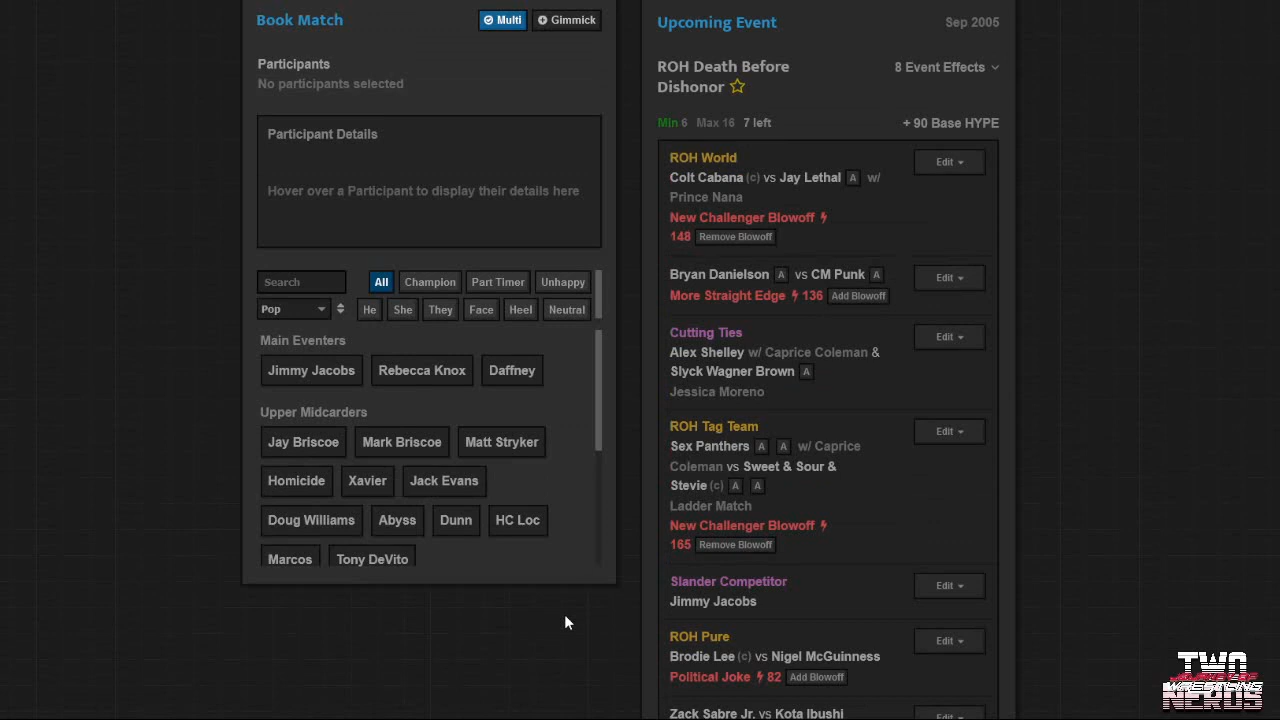 Book Match
Multi
Gimmick
Participants
No participants selected
Participant Details
Hover over a Participant to display their details here
Search
All
Champion
Part Timer
Unhappy
Pop
He
She
They
Face
Heel
Neutral
Main Eventers
Jimmy Jacobs
Rebecca Knox
Daffney
Upper Midcarders
Jay Briscoe
Mark Briscoe
Matt Stryker
Homicide
Xavier
Jack Evans
Doug Williams
Abyss
Dunn
HC Loc
Marcos
Tony DeVito
Upcoming Event
Sep 2005
ROH Death Before
Dishonor
8 Event Effects
Min 6 Max 16 7 left
+ 90 Base HYPE
ROH World
Edit
Colt Cabana (c) vs Jay Lethal A w/
Prince Nana
New Challenger Blowoff
148 Remove Blowoff
Bryan Danielson A vs CM Punk A
Edit
More Straight Edge 136 Add Blowoff
Cutting Ties
Edit
Alex Shelley w/ Caprice Coleman &
Slyck Wagner Brown A
Jessica Moreno
ROH Tag Team
Edit
Sex Panthers A A w/ Caprice
Coleman vs Sweet & Sour &
Stevie (c) A A
Ladder Match
New Challenger Blowoff
165 Remove Blowoff
Slander Competitor
Edit
Jimmy Jacobs
ROH Pure
Edit
Brodie Lee (c) vs Nigel McGuinness
Political Joke 82 Add Blowoff
Zack Sabre Jr. vs Kota Ibushi
Edit
TWO
WRESTLING
NERDS